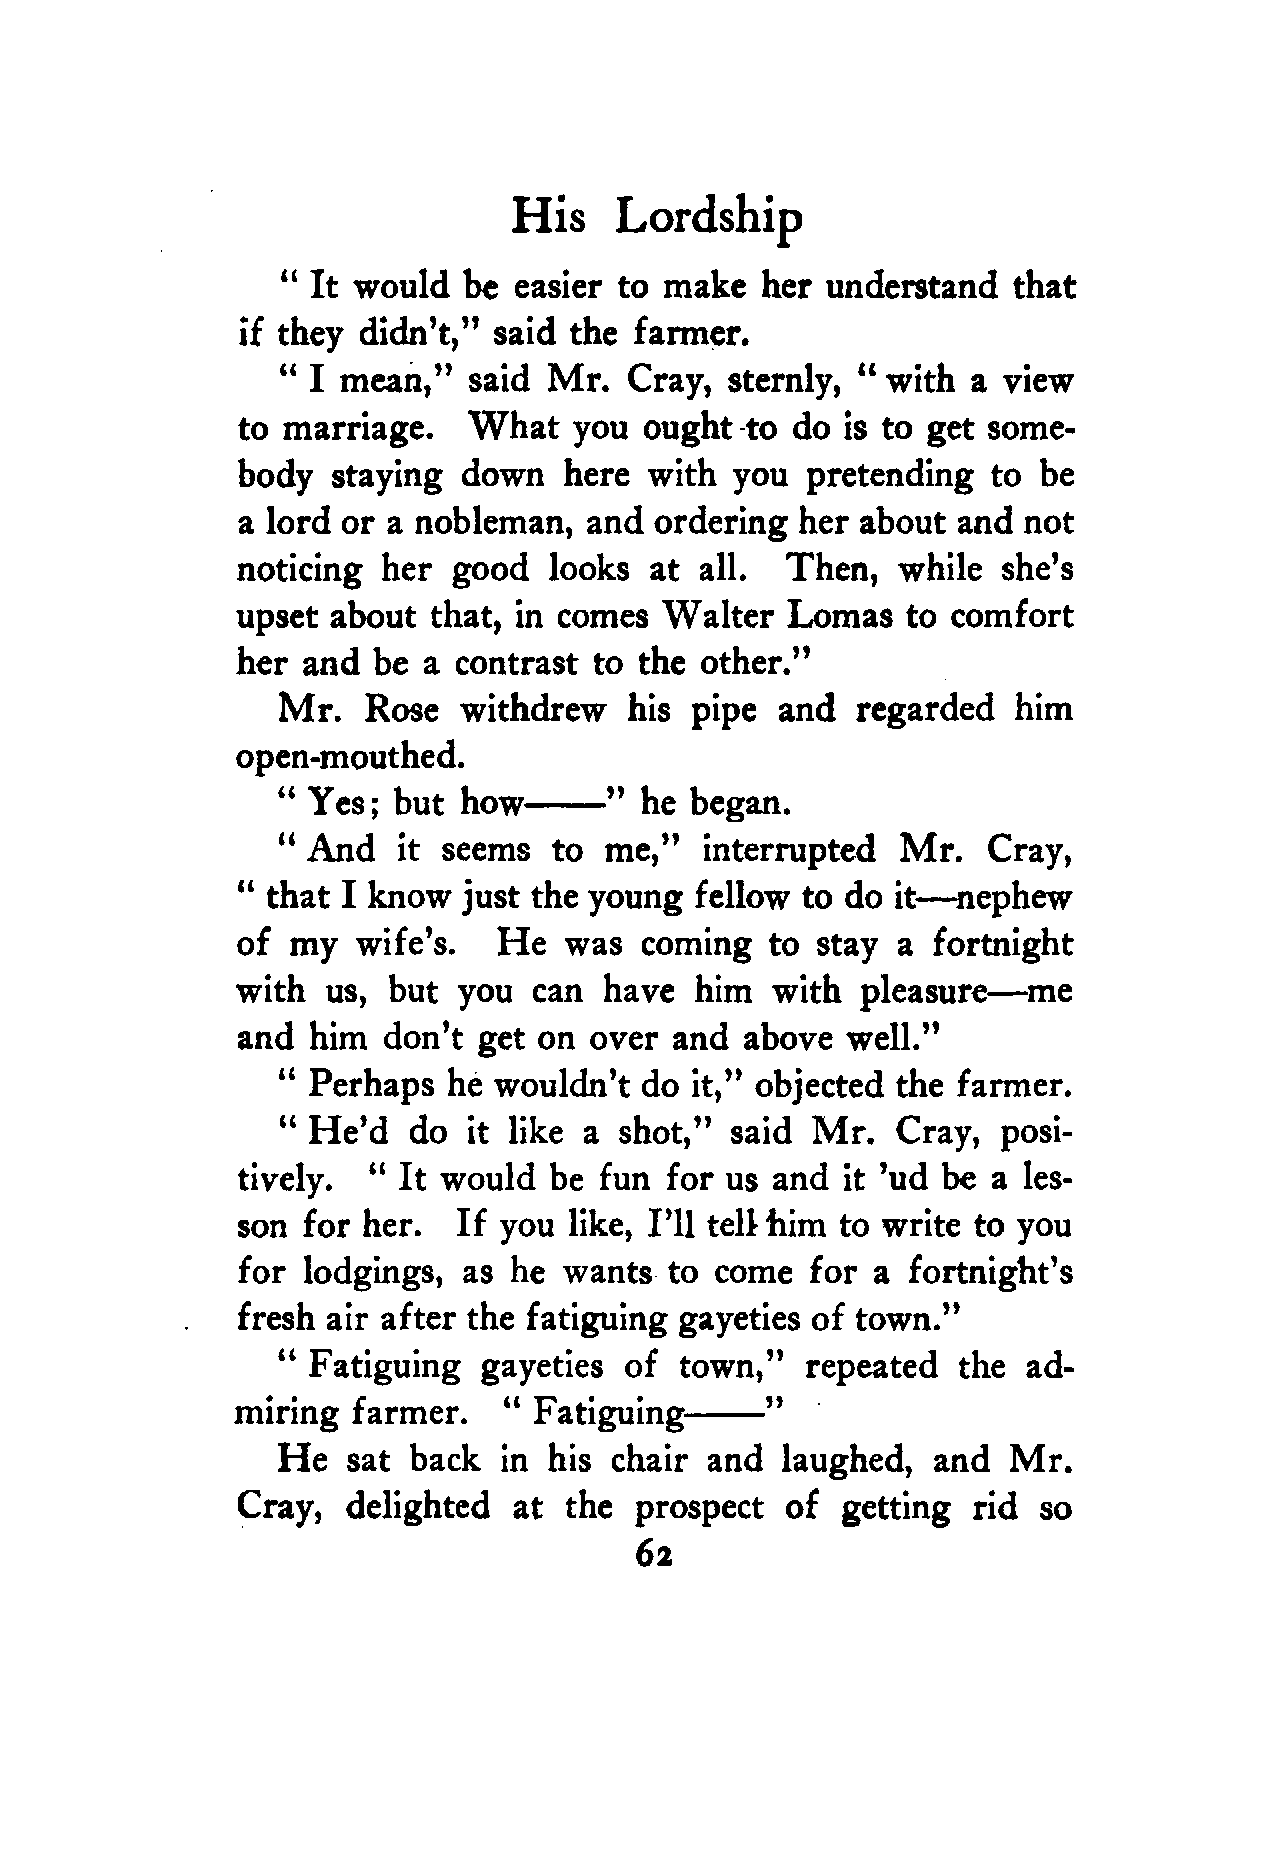 His Lordship
" It would be easier to make her understand that
if they didn't," said the farmer.
" I mean," said Mr. Cray, sternly, " with a view
to marriage. What you ought to do is to get some-
body staying down here with you pretending to be
a lord or a nobleman, and ordering her about and not
noticing her good looks at all. Then, while she's
upset about that, in comes Walter Lomas to comfort
her and be a contrast to the other."
Mr. Rose withdrew his pipe and regarded him
open-mouthed.
" Yes; but how——" he began.
" And it seems to me," interrupted Mr. Cray,
" that I know just the young fellow to do it—nephew
of my wife's. He was coming to stay a fortnight
with us, but you can have him with pleasure—me
and him don't get on over and above well."
" Perhaps he wouldn't do it," objected the farmer.
" He'd do it like a shot," said Mr. Cray, posi-
tively. " It would be fun for us and it 'ud be a les-
son for her. If you like, I'll tell him to write to you
for lodgings, as he wants to come for a fortnight's
fresh air after the fatiguing gayeties of town."
" Fatiguing gayeties of town," repeated the ad-
miring farmer. " Fatiguing——"
He sat back in his chair and laughed, and Mr.
Cray, delighted at the prospect of getting rid so
62